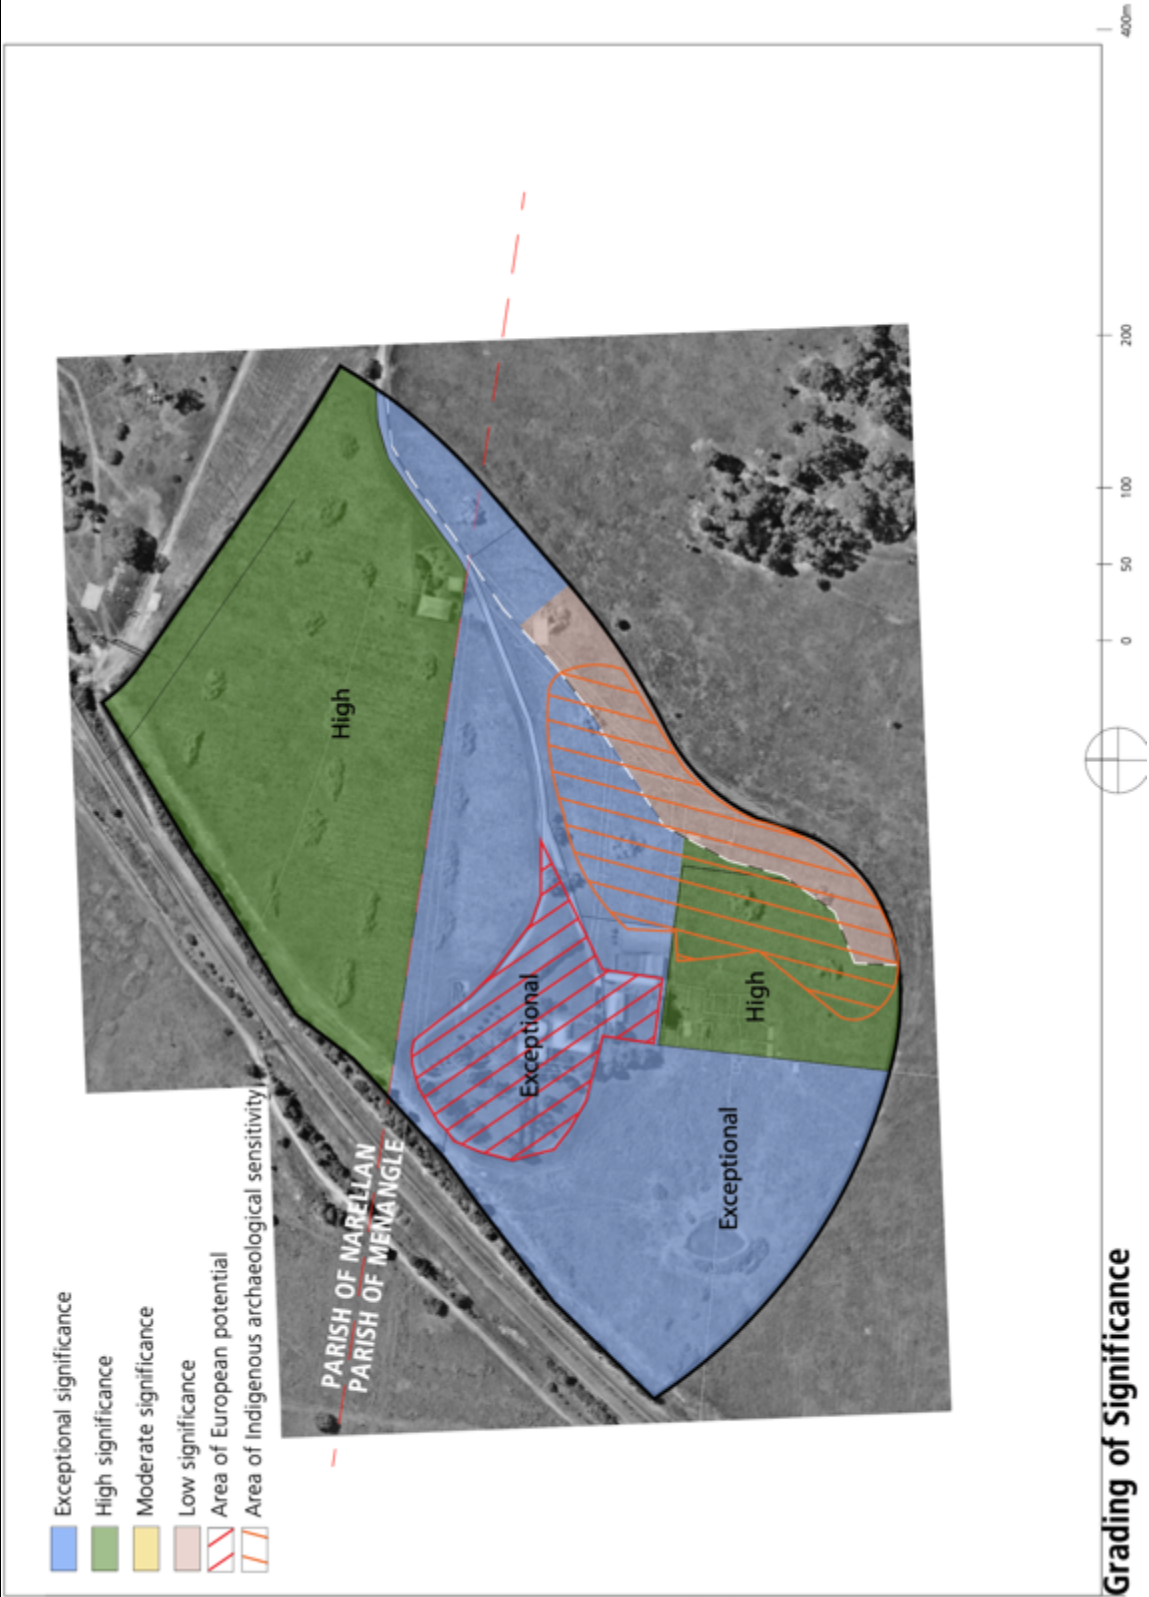 Exceptional significance
High significance
Moderate significance
Low significance
Area of European potential
Area of Indigenous archaeological sensitivity
PARISH OF NARELLAN
PARISH OF MENANGLE
High
Exceptional
Exceptional
High
Grading of Significance
0 50 100 200 400m